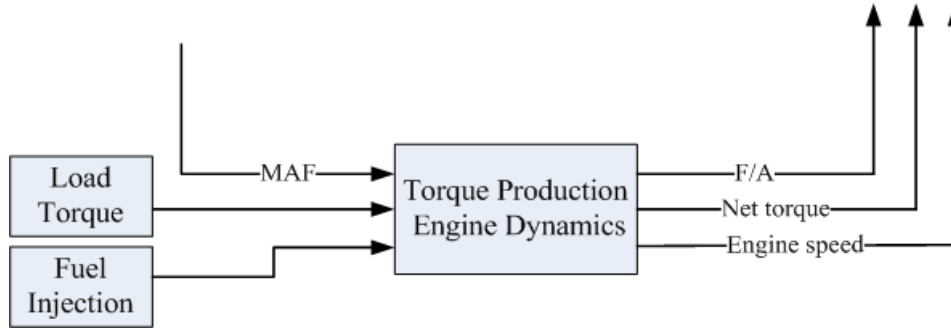 MAF
Load
Torque
Fuel
Injection
Torque Production
Engine Dynamics
F/A
Net torque
Engine speed